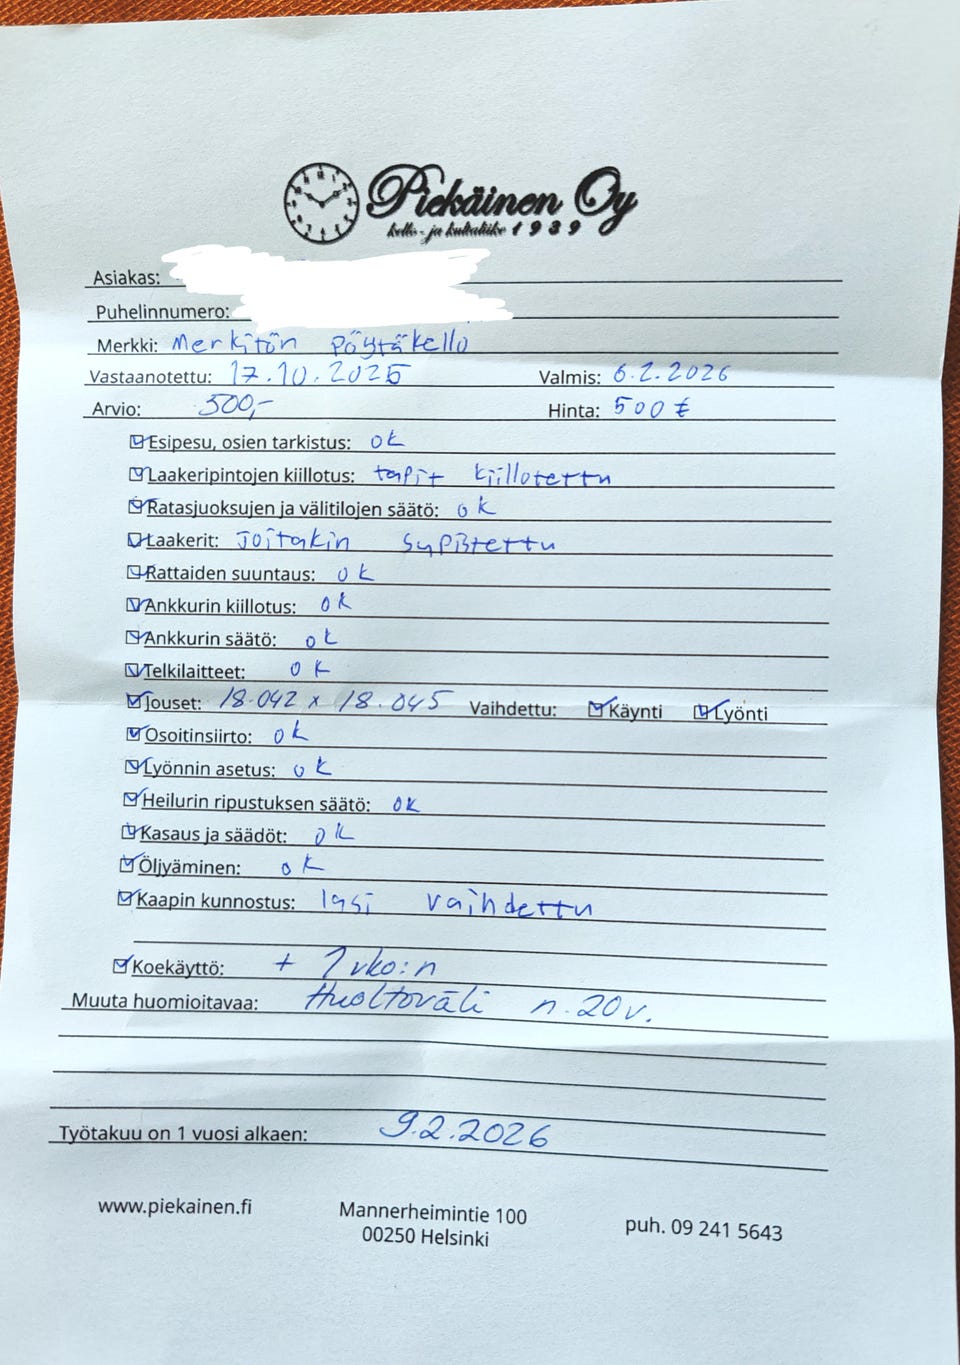 Piekäinen Oy
kello- ja kultaliike 1939
Asiakas:
Puhelinnumero:
Merkki: Merkitön pöytäkello
Vastaanotettu: 17.10.2025 Valmis: 6.2.2026
Arvio: 500,- Hinta: 500 €
Esipesu, osien tarkistus: ok
Laakeripintojen kiillotus: tapit kiillotettu
Ratasjuoksujen ja välitilojen säätö: ok
Laakerit: Joitakin supistettu
Rattaiden suuntaus: ok
Ankkurin kiillotus: ok
Ankkurin säätö: ok
Telkilaitteet: ok
Jouset: 18.042 x 18.045 Vaihdettu: Käynti Lyönti
Osoitinsiirto: ok
Lyönnin asetus: ok
Heilurin ripustuksen säätö: ok
Kasaus ja säädöt: ok
Öljyäminen: ok
Kaapin kunnostus: lasi vaihdettu
Koekäyttö: + 1 vko:n
Muuta huomioitavaa: Huoltoväli n. 20 v.
Työtakuu on 1 vuosi alkaen: 9.2.2026
www.piekainen.fi Mannerheimintie 100 puh. 09 241 5643
00250 Helsinki